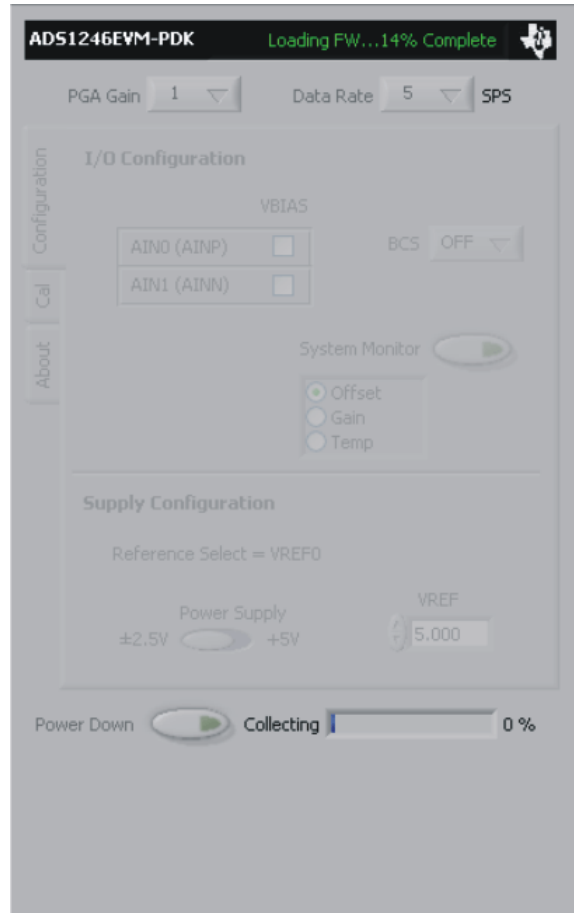 ADS1246EVM-PDK Loading FW...14% Complete
PGA Gain 1 Data Rate 5 SPS
Configuration
Cal
About
I/O Configuration
VBIAS
AIN0 (AINP)
AIN1 (AINN)
BCS OFF
System Monitor
Offset
Gain
Temp
Supply Configuration
Reference Select = VREF0
Power Supply
±2.5V +5V
VREF
5.000
Power Down Collecting 0 %